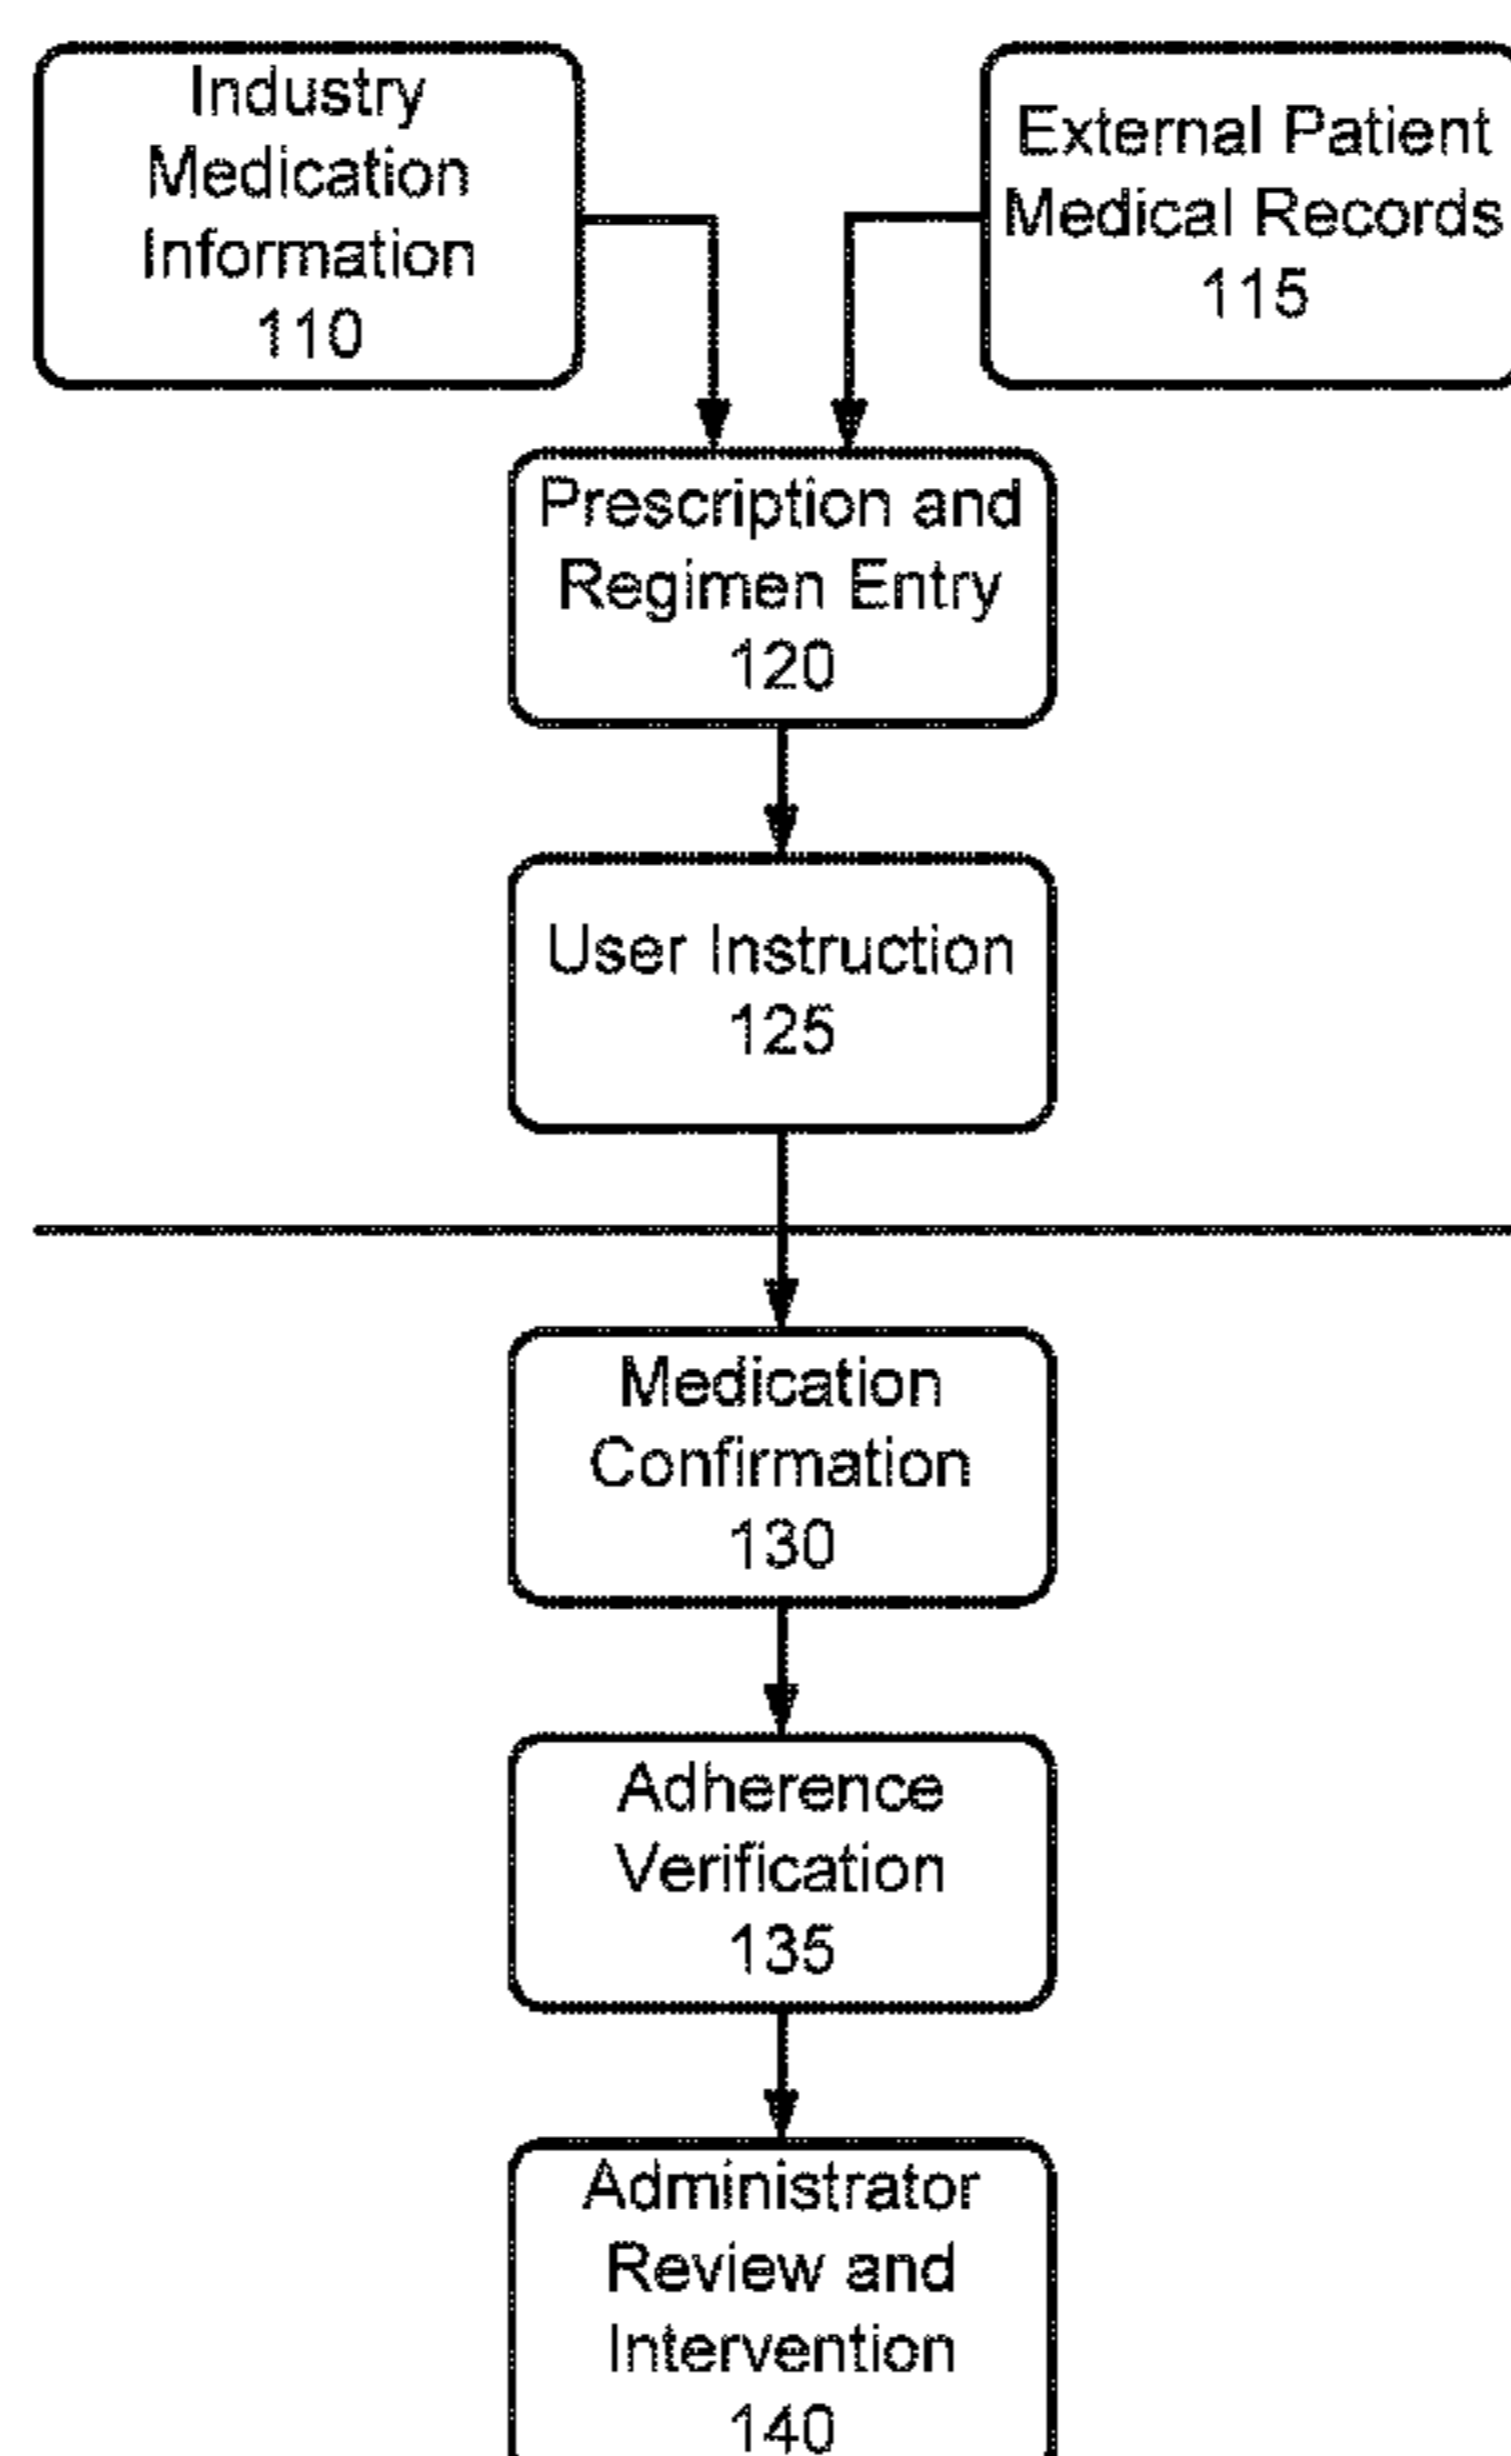 Industry
Medication
Information
110
External Patient
Medical Records
115
Prescription and
Regimen Entry
120
User Instruction
125
Medication
Confirmation
130
Adherence
Verification
135
Administrator
Review and
Intervention
140